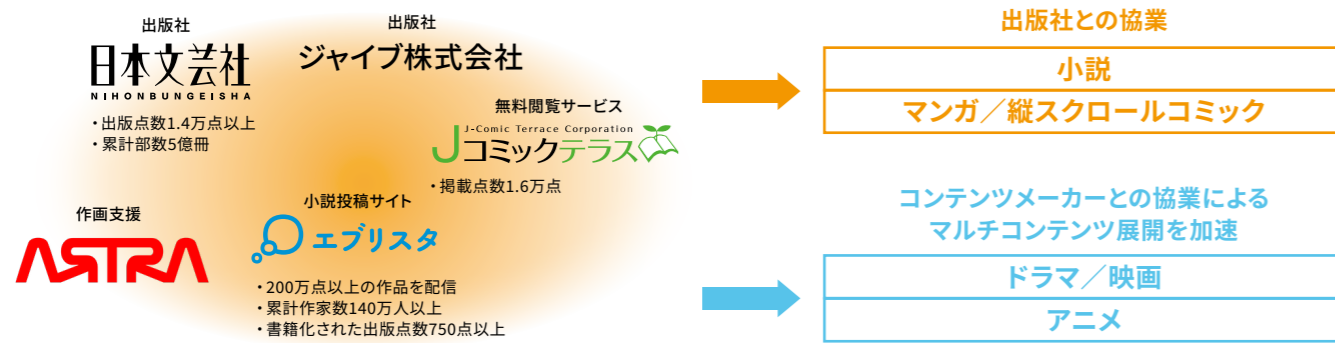 出版社
日本文芸社
NIHONBUNGEISHA
・出版点数1.4万点以上
・累計部数5億冊
出版社
ジャイブ株式会社
無料閲覧サービス
J-Comic Terrace Corporation
Jコミックテラス
・掲載点数1.6万点
作画支援
ASTRA
小説投稿サイト
エブリスタ
・200万点以上の作品を配信
・累計作家数140万人以上
・書籍化された出版点数750点以上
出版社との協業
小説
マンガ／縦スクロールコミック
コンテンツメーカーとの協業による
マルチコンテンツ展開を加速
ドラマ／映画
アニメ